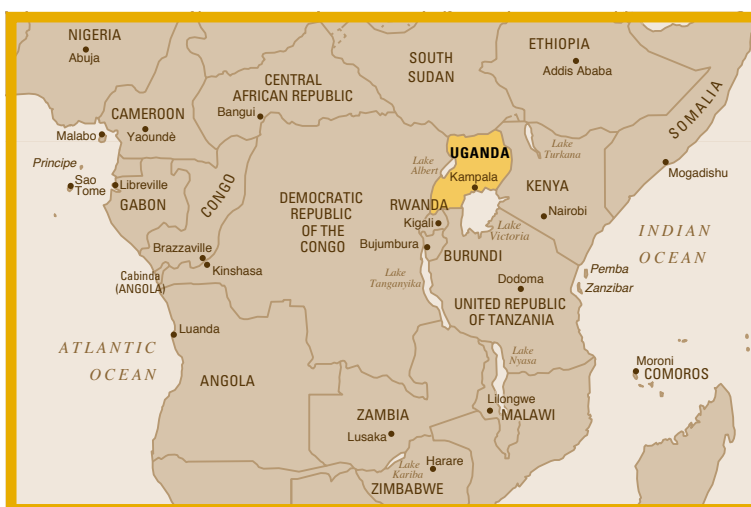 NIGERIA
Abuja
ETHIOPIA
Addis Ababa
SOUTH
SUDAN
CENTRAL
AFRICAN REPUBLIC
Bangui
SOMALIA
CAMEROON
Yaoundè
Malabo
UGANDA
Kampala
Lake
Albert
Lake
Turkana
Mogadishu
Principe
Sao
Tome
Libreville
GABON
CONGO
DEMOCRATIC
REPUBLIC
OF THE
CONGO
RWANDA
Kigali
KENYA
Nairobi
Lake
Victoria
INDIAN
OCEAN
Brazzaville
Kinshasa
Bujumbura
BURUNDI
Cabinda
(ANGOLA)
Lake
Tanganyika
Dodoma
Pemba
Zanzibar
UNITED REPUBLIC
OF TANZANIA
Luanda
ATLANTIC
OCEAN
ANGOLA
Lake
Nyasa
Moroni
COMOROS
Lilongwe
MALAWI
ZAMBIA
Lusaka
Lake
Kariba
Harare
ZIMBABWE